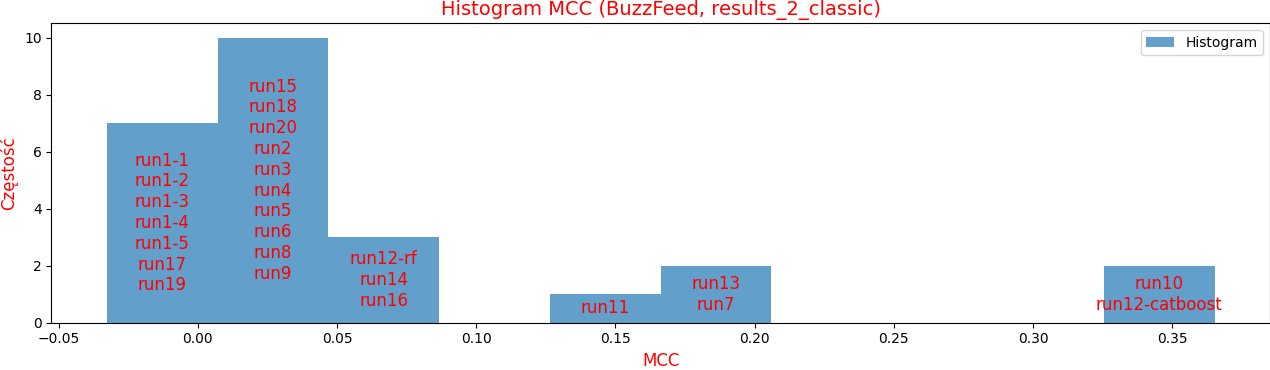 Histogram MCC (BuzzFeed, results_2_classic)
Histogram
Częstość
10
8
6
4
2
0
run1-1
run1-2
run1-3
run1-4
run1-5
run17
run19
run15
run18
run20
run2
run3
run4
run5
run6
run8
run9
run12-rf
run14
run16
run11
run13
run7
run10
run12-catboost
−0.05
0.00
0.05
0.10
0.15
0.20
0.25
0.30
0.35
MCC